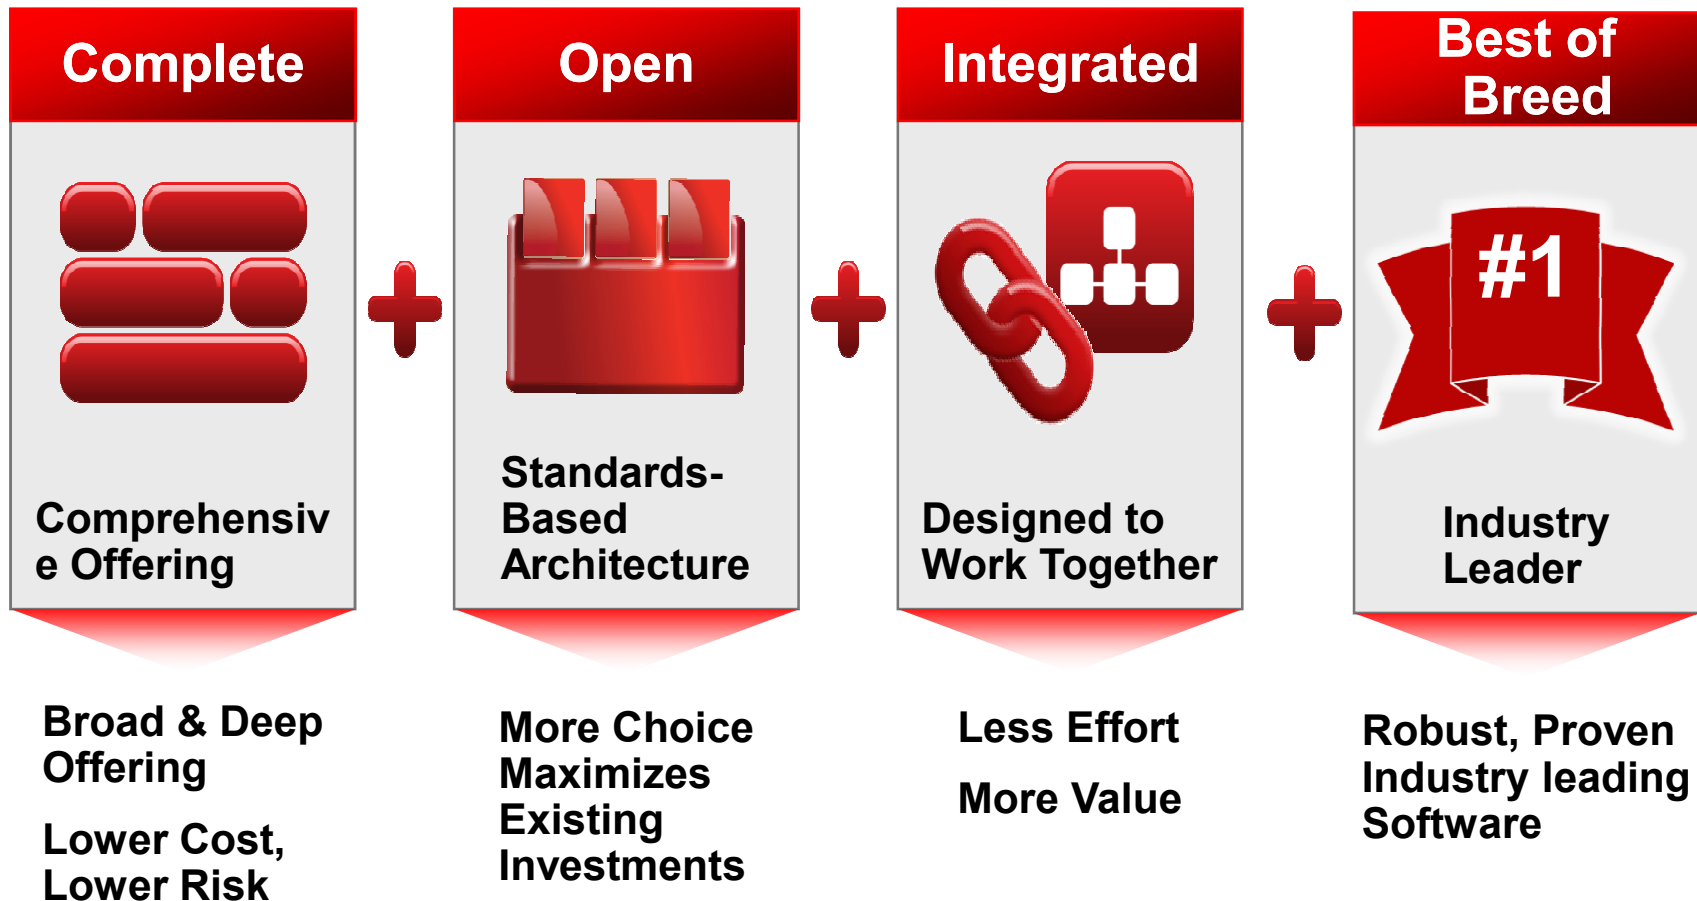 Complete
Comprehensiv
e Offering
Broad & Deep
Offering
Lower Cost,
Lower Risk
Open
Standards-
Based
Architecture
More Choice
Maximizes
Existing
Investments
Integrated
Designed to
Work Together
Less Effort
More Value
Best of
Breed
#1
Industry
Leader
Robust, Proven
Industry leading
Software